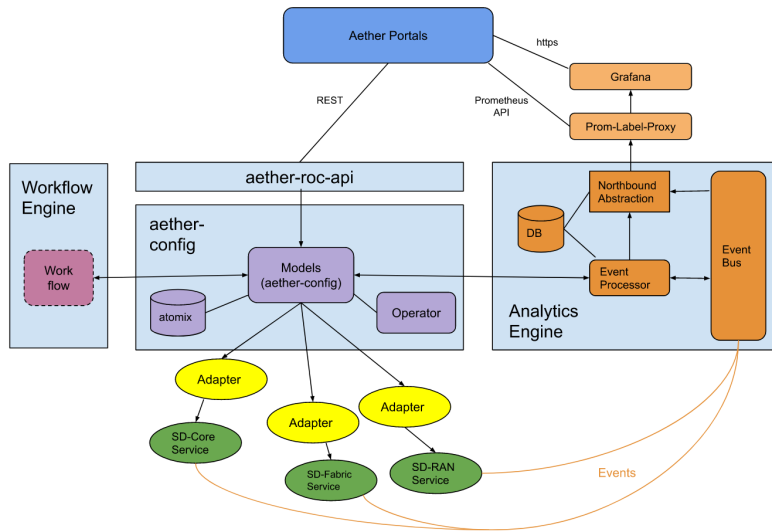 Aether Portals
https
Grafana
REST
Prometheus
API
Prom-Label-Proxy
Workflow
Engine
aether-roc-api
Northbound
Abstraction
aether-
config
DB
Event
Bus
Work
flow
Models
(aether-config)
Event
Processor
atomix
Operator
Analytics
Engine
Adapter
Adapter
Adapter
SD-Core
Service
SD-RAN
Service
SD-Fabric
Service
Events